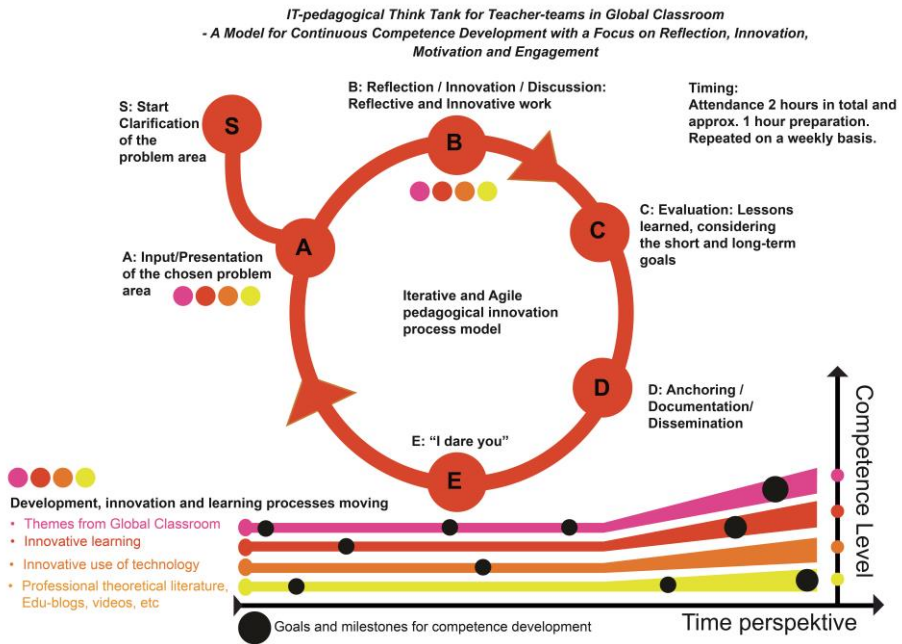 IT-pedagogical Think Tank for Teacher-teams in Global Classroom
- A Model for Continuous Competence Development with a Focus on Reflection, Innovation,
Motivation and Engagement
B: Reflection / Innovation / Discussion:
Reflective and Innovative work
Timing:
Attendance 2 hours in total and
approx. 1 hour preparation.
Repeated on a weekly basis.
S: Start
Clarification
of the
problem area
S
B
A
C
C: Evaluation: Lessons
learned, considering
the short and long-term
goals
A: Input/Presentation
of the chosen problem
area
Iterative and Agile
pedagogical innovation
process model
D
D: Anchoring /
Documentation/
Dissemination
E: “I dare you”
E
Competence Level
Development, innovation and learning processes moving
• Themes from Global Classroom
• Innovative learning
• Innovative use of technology
• Professional theoretical literature,
Edu-blogs, videos, etc
Goals and milestones for competence development
Time perspektive